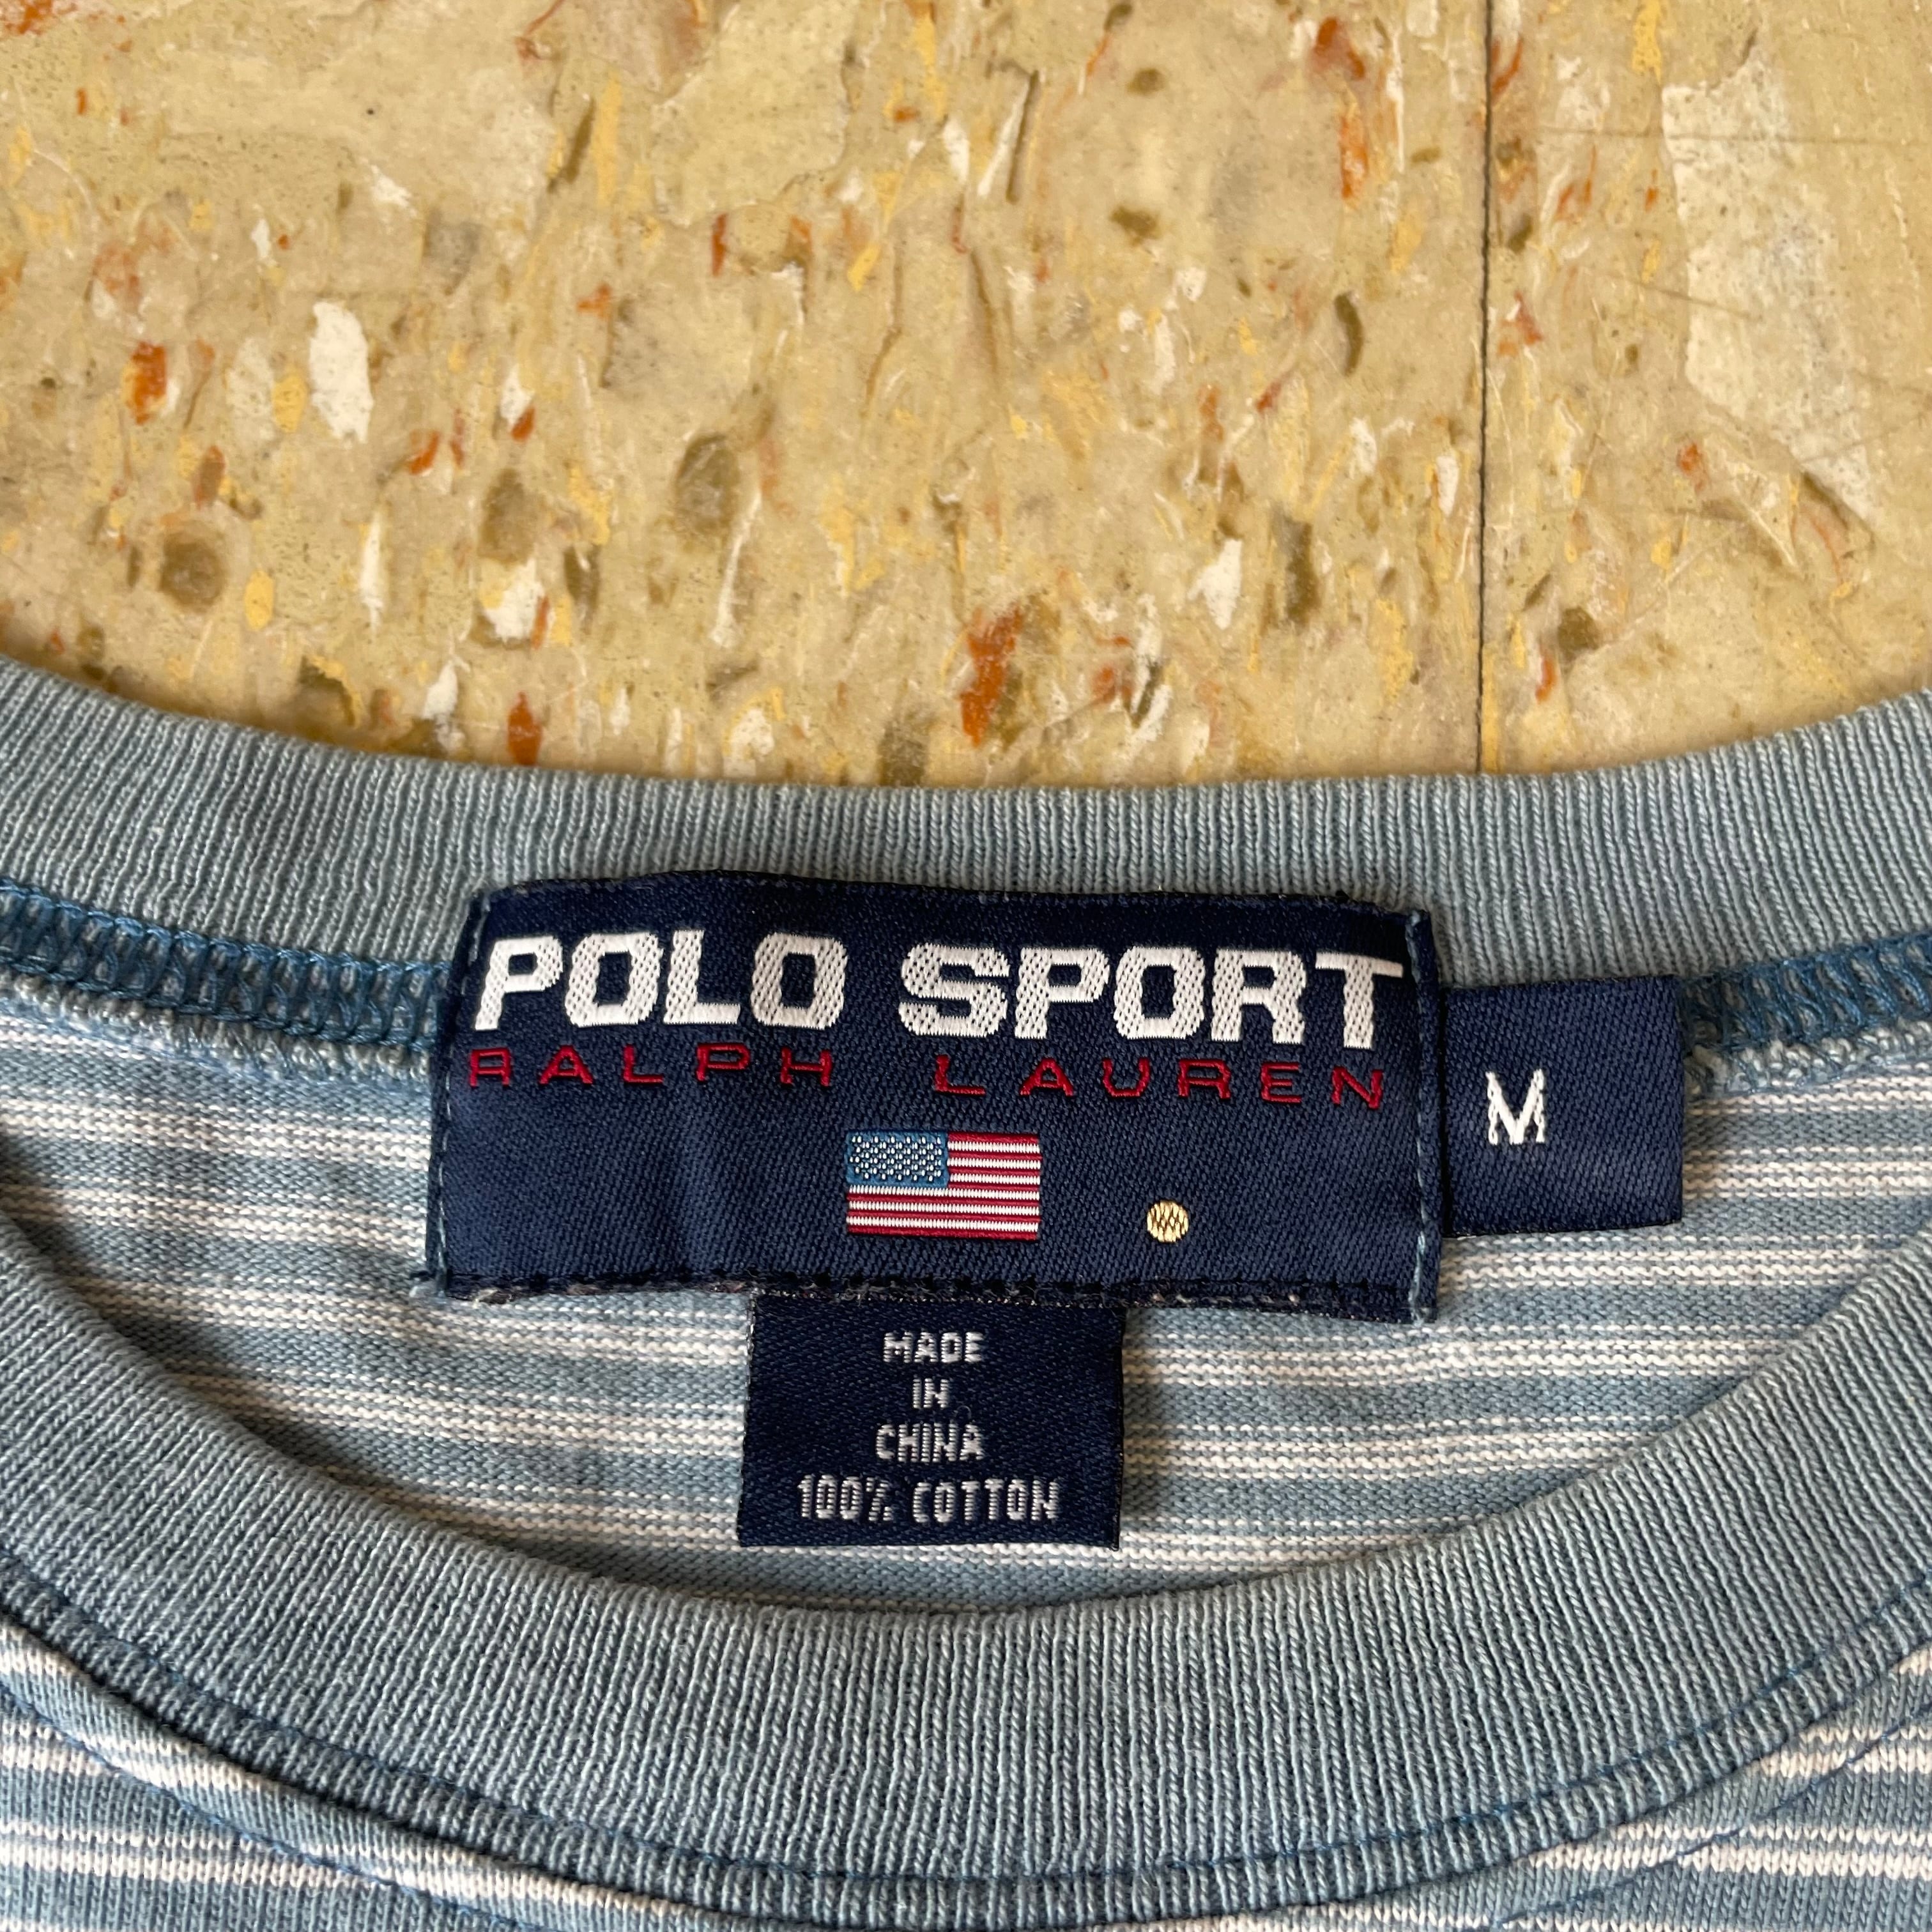 POLO SPORT
RALPH LAUREN
M
MADE
IN
CHINA
100% COTTON